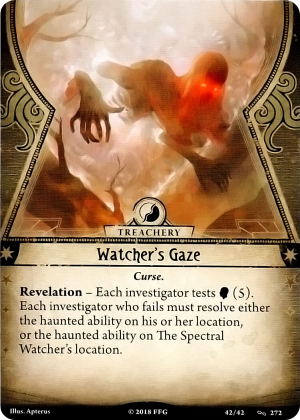 TREACHERY
Watcher's Gaze
Curse.
Revelation – Each investigator tests (5).
Each investigator who fails must resolve either
the haunted ability on his or her location,
or the haunted ability on The Spectral
Watcher's location.
Illus. Apterus © 2018 FFG 42/42 272